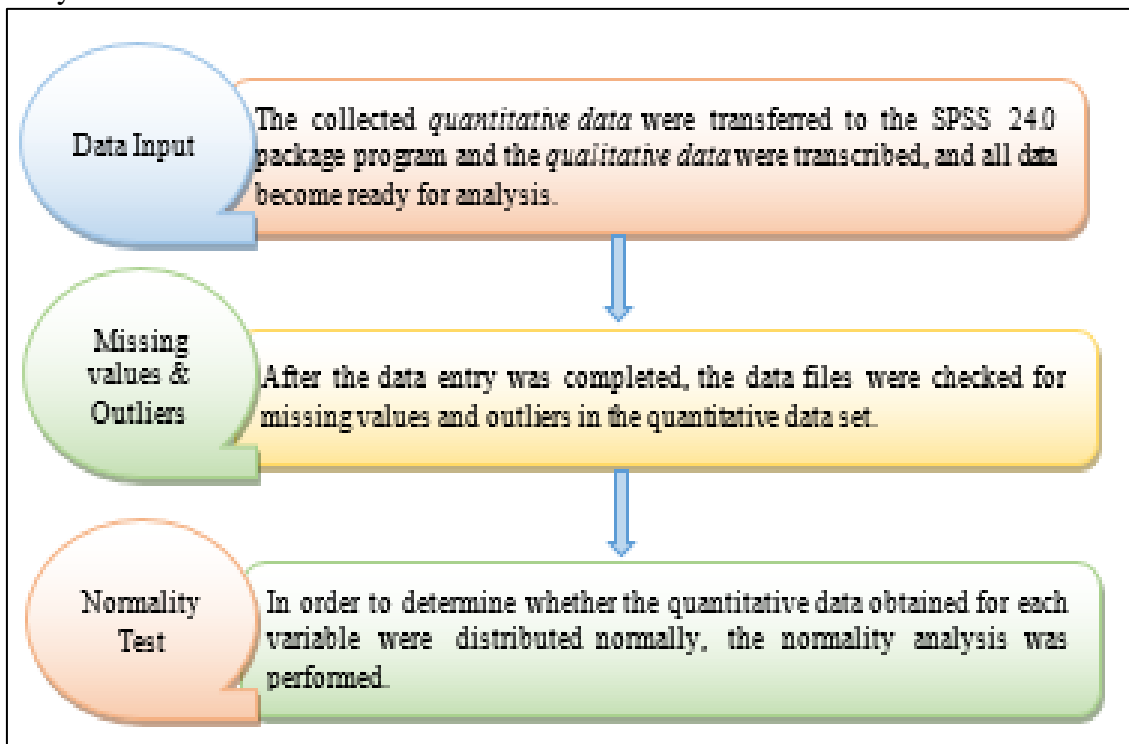 Data Input
The collected quantitative data were transferred to the SPSS 24.0
package program and the qualitative data were transcribed, and all data
become ready for analysis.
Missing
values &
Outliers
After the data entry was completed, the data files were checked for
missing values and outliers in the quantitative data set.
Normality
Test
In order to determine whether the quantitative data obtained for each
variable were distributed normally, the normality analysis was
performed.